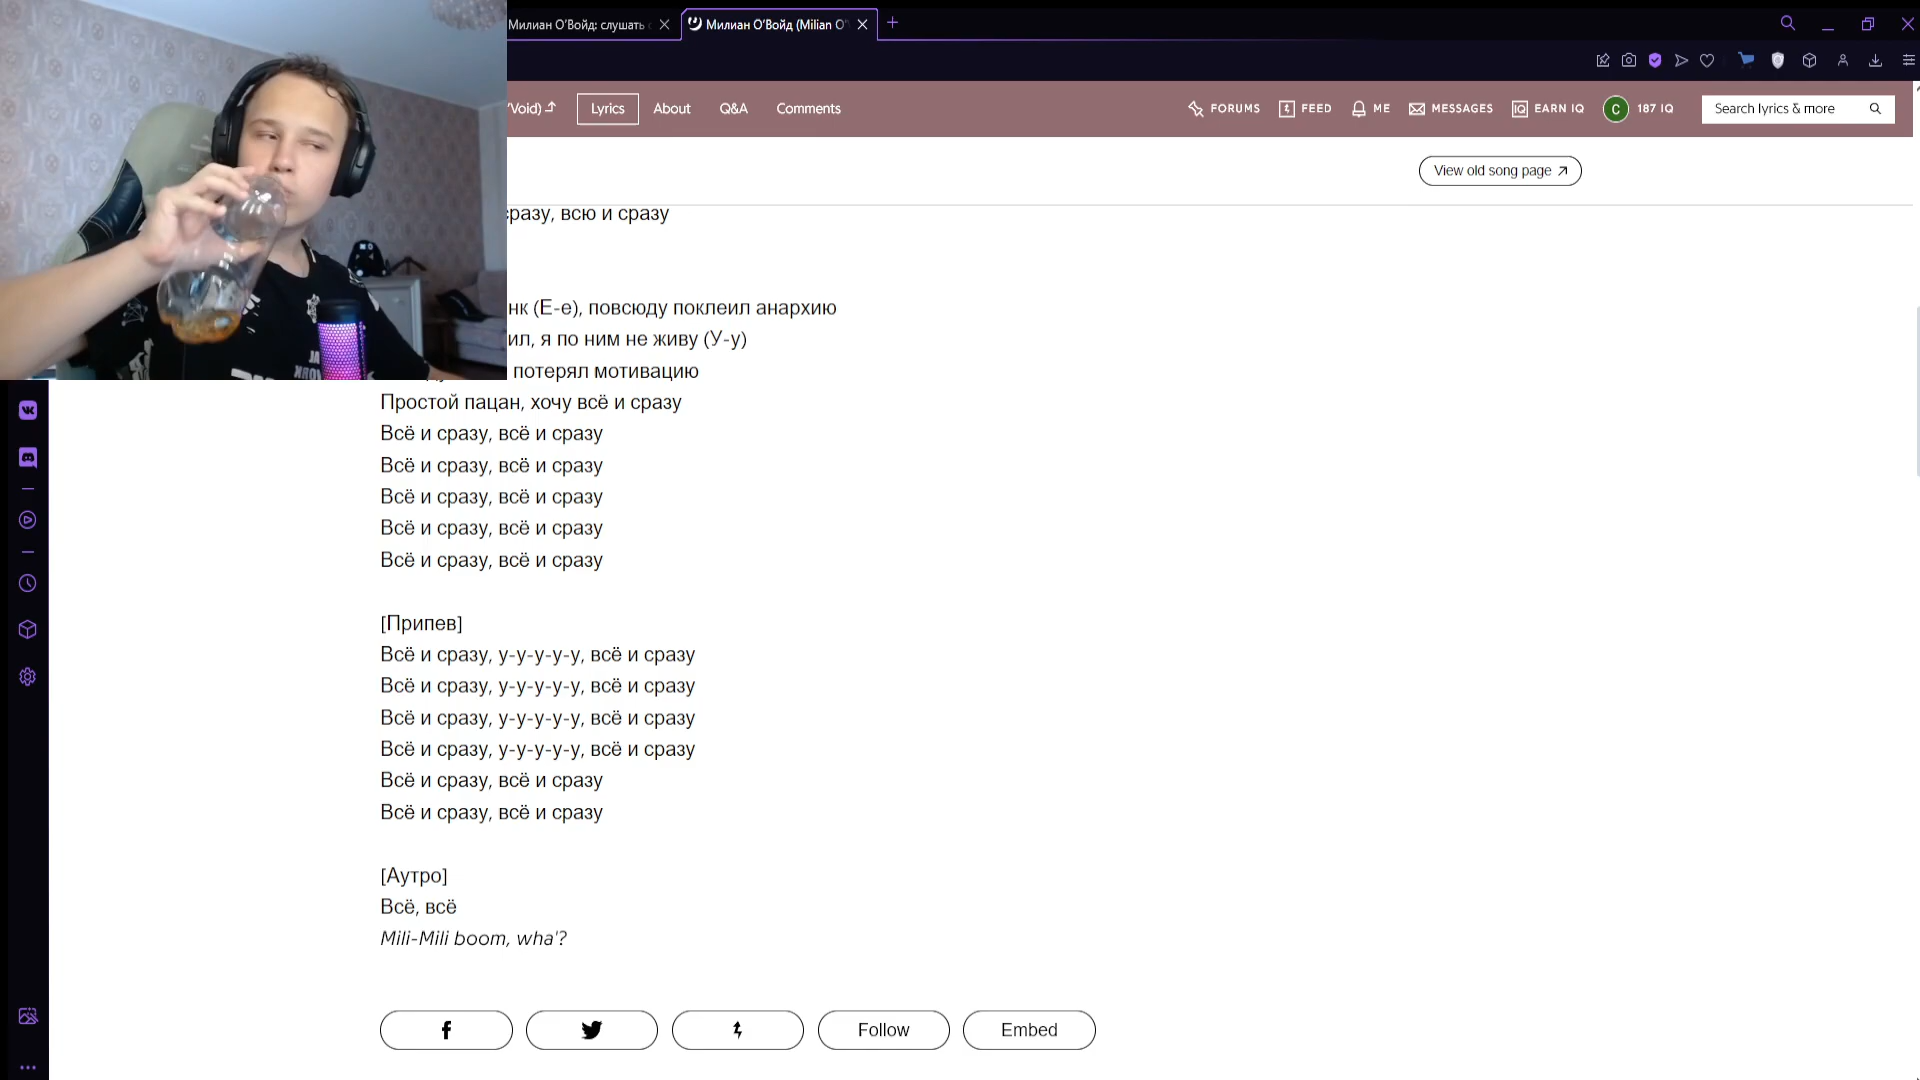 Милиан О'Войд: слушать
Милиан О'Войд (Milian O'
'Void)
Lyrics
About
Q&A
Comments
FORUMS
FEED
ME
MESSAGES
EARN IQ
C
187 IQ
Search lyrics & more
View old song page
сразу, всю и сразу
нк (Е-е), повсюду поклеил анархию
ил, я по ним не живу (У-у)
потерял мотивацию
Простой пацан, хочу всё и сразу
Всё и сразу, всё и сразу
Всё и сразу, всё и сразу
Всё и сразу, всё и сразу
Всё и сразу, всё и сразу
Всё и сразу, всё и сразу
[Припев]
Всё и сразу, у-у-у-у-у, всё и сразу
Всё и сразу, у-у-у-у-у, всё и сразу
Всё и сразу, у-у-у-у-у, всё и сразу
Всё и сразу, у-у-у-у-у, всё и сразу
Всё и сразу, всё и сразу
Всё и сразу, всё и сразу
[Аутро]
Всё, всё
Mili-Mili boom, wha'?
Follow
Embed